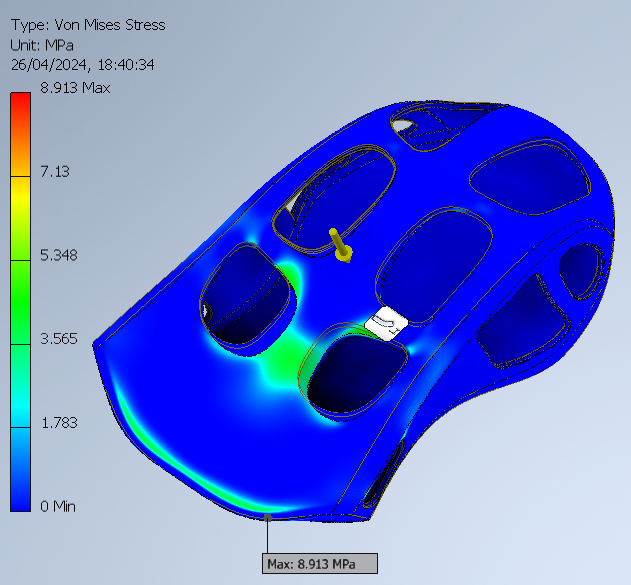 Type: Von Mises Stress
Unit: MPa
26/04/2024, 18:40:34
8.913 Max
7.13
5.348
3.565
1.783
0 Min
Max: 8.913 MPa